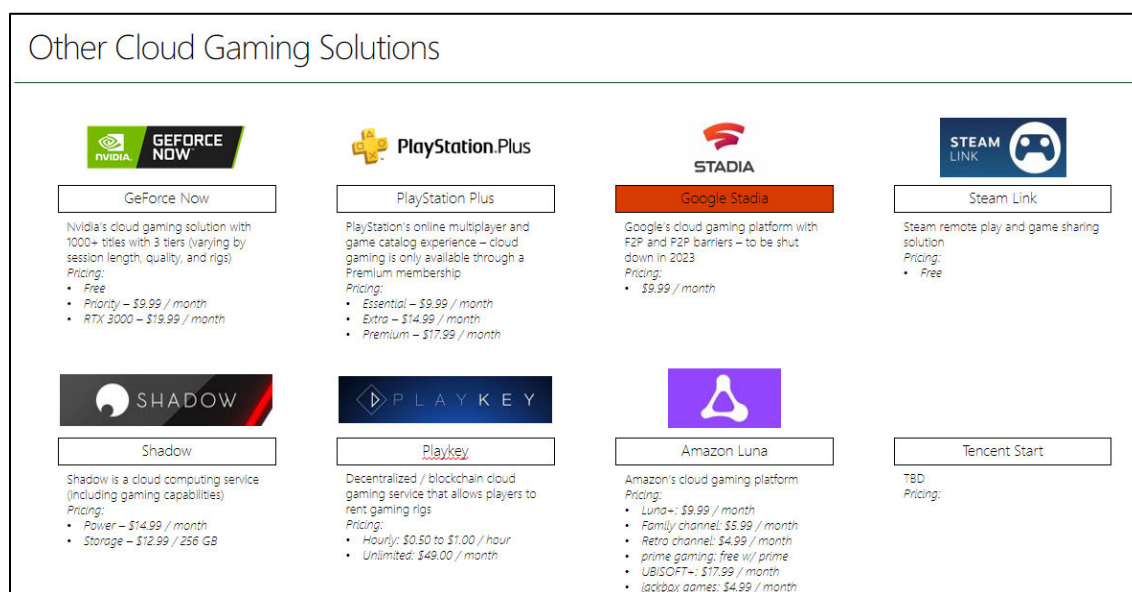 Other Cloud Gaming Solutions
NVIDIA.
GEFORCE
NOW
GeForce Now
Nvidia's cloud gaming solution with
1000+ titles with 3 tiers (varying by
session length, quality, and rigs)
Pricing:
• Free
• Priority – $9.99 / month
• RTX 3000 – $19.99 / month
PlayStation.Plus
PlayStation Plus
PlayStation's online multiplayer and
game catalog experience – cloud
gaming is only available through a
Premium membership
Pricing:
• Essential – $9.99 / month
• Extra – $14.99 / month
• Premium – $17.99 / month
STADIA
Google Stadia
Google's cloud gaming platform with
F2P and P2P barriers – to be shut
down in 2023
Pricing:
• $9.99 / month
STEAM
LINK
Steam Link
Steam remote play and game sharing
solution
Pricing:
• Free
SHADOW
Shadow
Shadow is a cloud computing service
(including gaming capabilities)
Pricing:
• Power – $14.99 / month
• Storage – $12.99 / 256 GB
PLAYKEY
Playkey
Decentralized / blockchain cloud
gaming service that allows players to
rent gaming rigs
Pricing:
• Hourly: $0.50 to $1.00 / hour
• Unlimited: $49.00 / month
Amazon Luna
Amazon's cloud gaming platform
Pricing:
• Luna+: $9.99 / month
• Family channel: $5.99 / month
• Retro channel: $4.99 / month
• prime gaming: free w/ prime
• UBISOFT+: $17.99 / month
• Jackbox games: $4.99 / month
Tencent Start
TBD
Pricing: